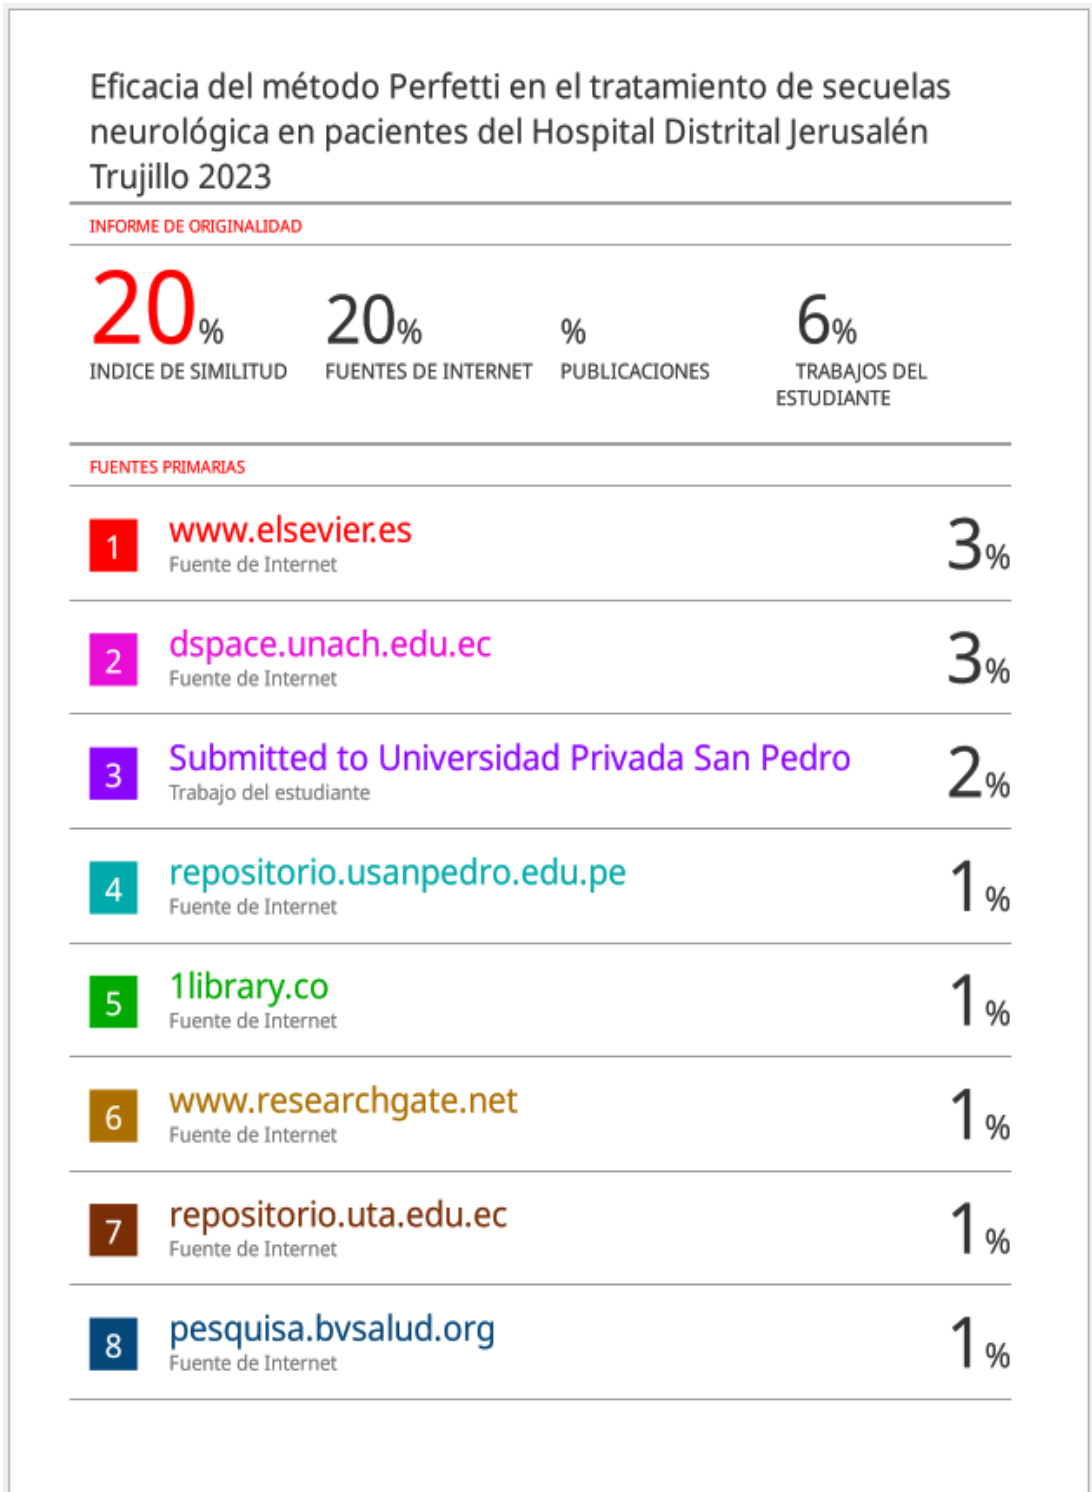 Eficacia del método Perfetti en el tratamiento de secuelas
neurológica en pacientes del Hospital Distrital Jerusalén
Trujillo 2023
INFORME DE ORIGINALIDAD
20% 20% % 6%
INDICE DE SIMILITUD FUENTES DE INTERNET PUBLICACIONES TRABAJOS DEL
ESTUDIANTE
FUENTES PRIMARIAS
1 www.elsevier.es 3%
Fuente de Internet
2 dspace.unach.edu.ec 3%
Fuente de Internet
3 Submitted to Universidad Privada San Pedro 2%
Trabajo del estudiante
4 repositorio.usanpedro.edu.pe 1%
Fuente de Internet
5 1library.co 1%
Fuente de Internet
6 www.researchgate.net 1%
Fuente de Internet
7 repositorio.uta.edu.ec 1%
Fuente de Internet
8 pesquisa.bvsalud.org 1%
Fuente de Internet